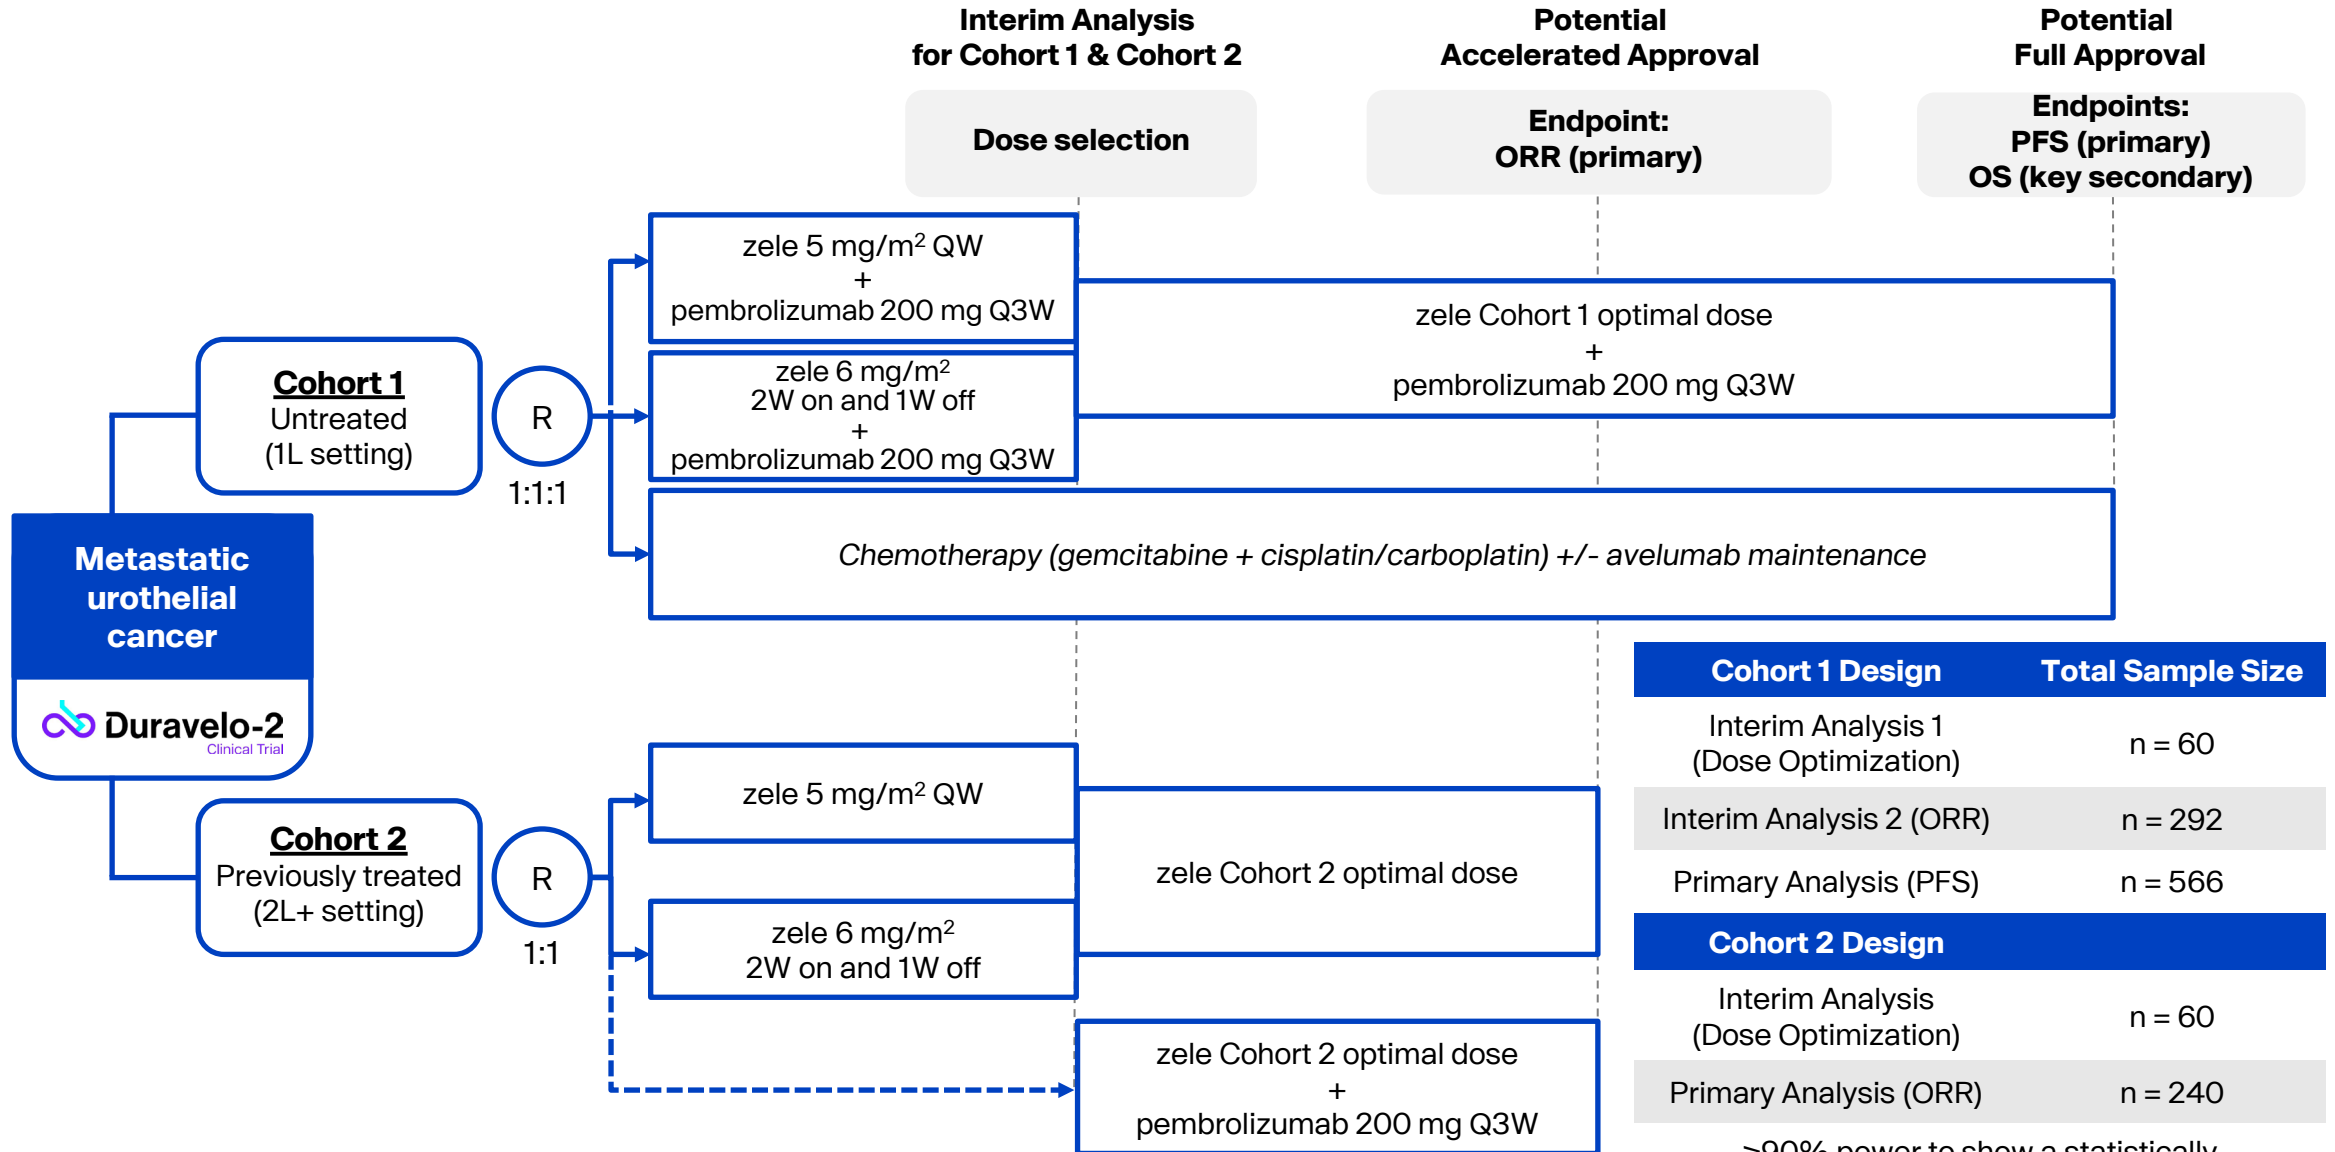 Interim Analysis
for Cohort 1 & Cohort 2
Potential
Accelerated Approval
Potential
Full Approval
Dose selection
Endpoint:
ORR (primary)
Endpoints:
PFS (primary)
OS (key secondary)
zele 5 mg/m² QW
+
pembrolizumab 200 mg Q3W
zele Cohort 1 optimal dose
+
pembrolizumab 200 mg Q3W
Cohort 1
Untreated
(1L setting)
R
1:1:1
zele 6 mg/m²
2W on and 1W off
+
pembrolizumab 200 mg Q3W
Chemotherapy (gemcitabine + cisplatin/carboplatin) +/- avelumab maintenance
Metastatic
urothelial
cancer
Duravelo-2
Clinical Trial
Cohort 2
Previously treated
(2L+ setting)
R
1:1
zele 5 mg/m² QW
zele 6 mg/m²
2W on and 1W off
zele Cohort 2 optimal dose
zele Cohort 2 optimal dose
+
pembrolizumab 200 mg Q3W
Cohort 1 Design Total Sample Size
Interim Analysis 1
(Dose Optimization) n = 60
Interim Analysis 2 (ORR) n = 292
Primary Analysis (PFS) n = 566
Cohort 2 Design
Interim Analysis
(Dose Optimization) n = 60
Primary Analysis (ORR) n = 240
>90% power to show a statistically